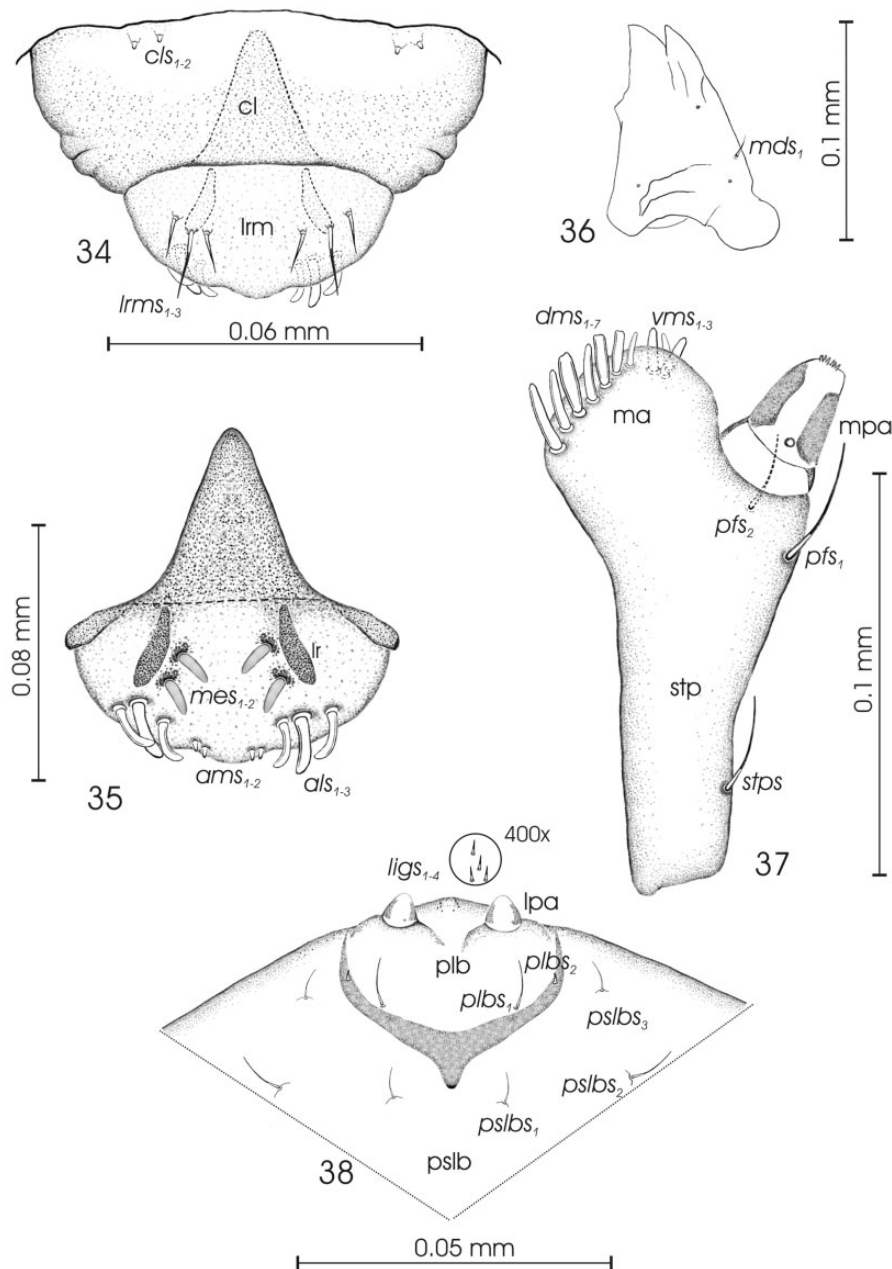 cls₁₋₂
cl
lrm
34
lrms₁₋₃
0.06 mm
mds₁
36
0.1 mm
dms₁₋₇ vms₁₋₃
ma
mpa
pfs₂
pfs₁
stp
stps
37
0.1 mm
0.08 mm
lr
mes₁₋₂
ams₁₋₂ als₁₋₃
35
400x
ligs₁₋₄
lpa
plb plbs₂
plbs₁
pslbs₃
pslbs₂
pslbs₁
pslb
38
0.05 mm